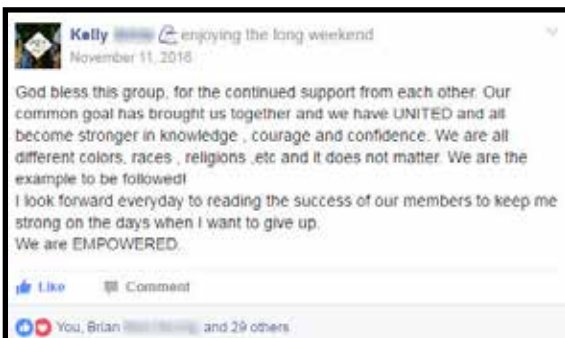 Kelly enjoying the long weekend
November 11, 2016
God bless this group, for the continued support from each other. Our
common goal has brought us together and we have UNITED and all
become stronger in knowledge , courage and confidence. We are all
different colors, races , religions ,etc and it does not matter. We are the
example to be followed!
I look forward everyday to reading the success of our members to keep me
strong on the days when I want to give up.
We are EMPOWERED.
Like Comment
You, Brian and 29 others